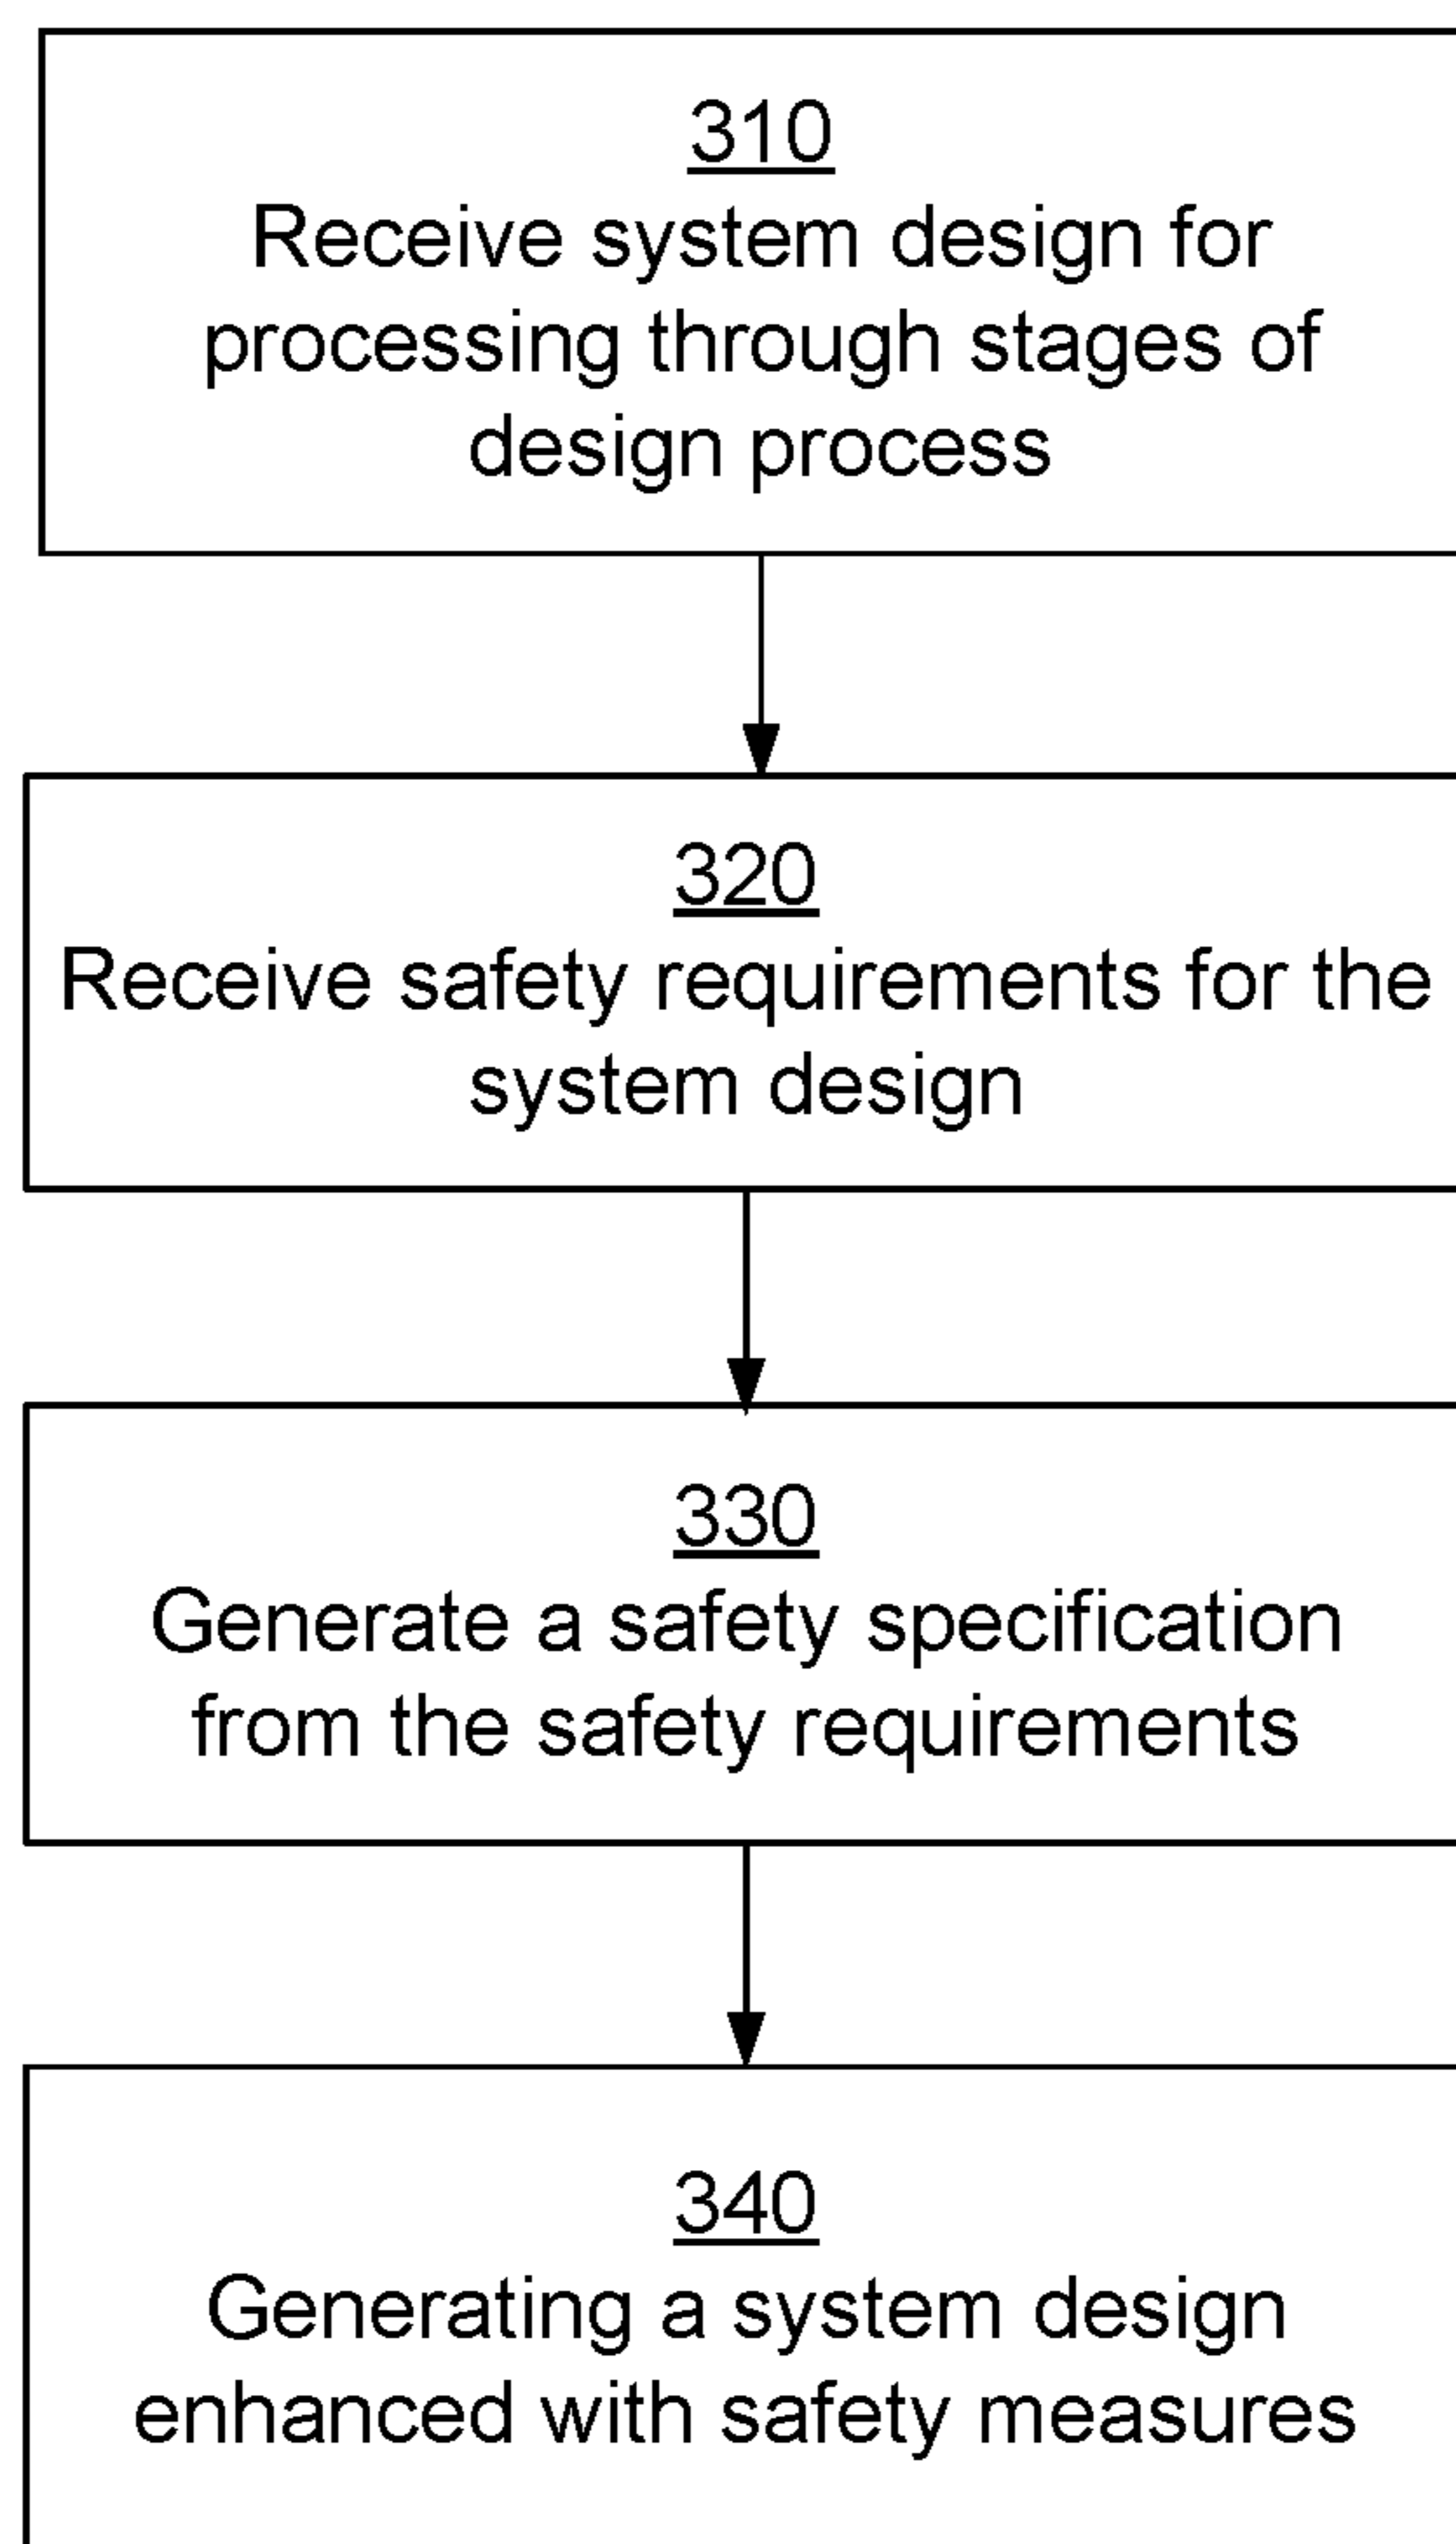 310
Receive system design for
processing through stages of
design process
320
Receive safety requirements for the
system design
330
Generate a safety specification
from the safety requirements
340
Generating a system design
enhanced with safety measures